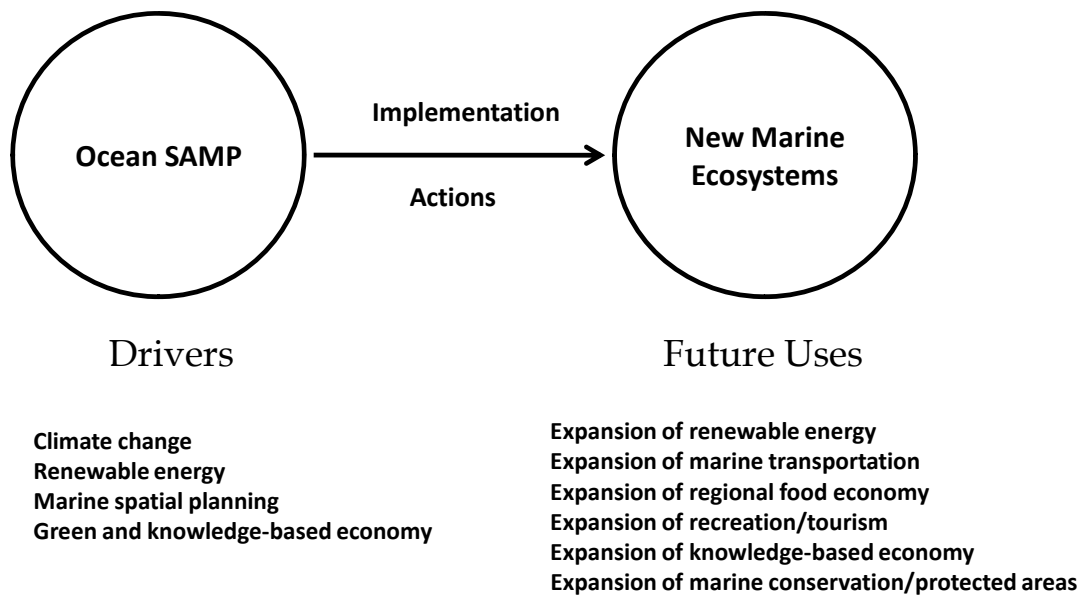 Ocean SAMP
Implementation
Actions
New Marine
Ecosystems
Drivers
Climate change
Renewable energy
Marine spatial planning
Green and knowledge-based economy
Future Uses
Expansion of renewable energy
Expansion of marine transportation
Expansion of regional food economy
Expansion of recreation/tourism
Expansion of knowledge-based economy
Expansion of marine conservation/protected areas